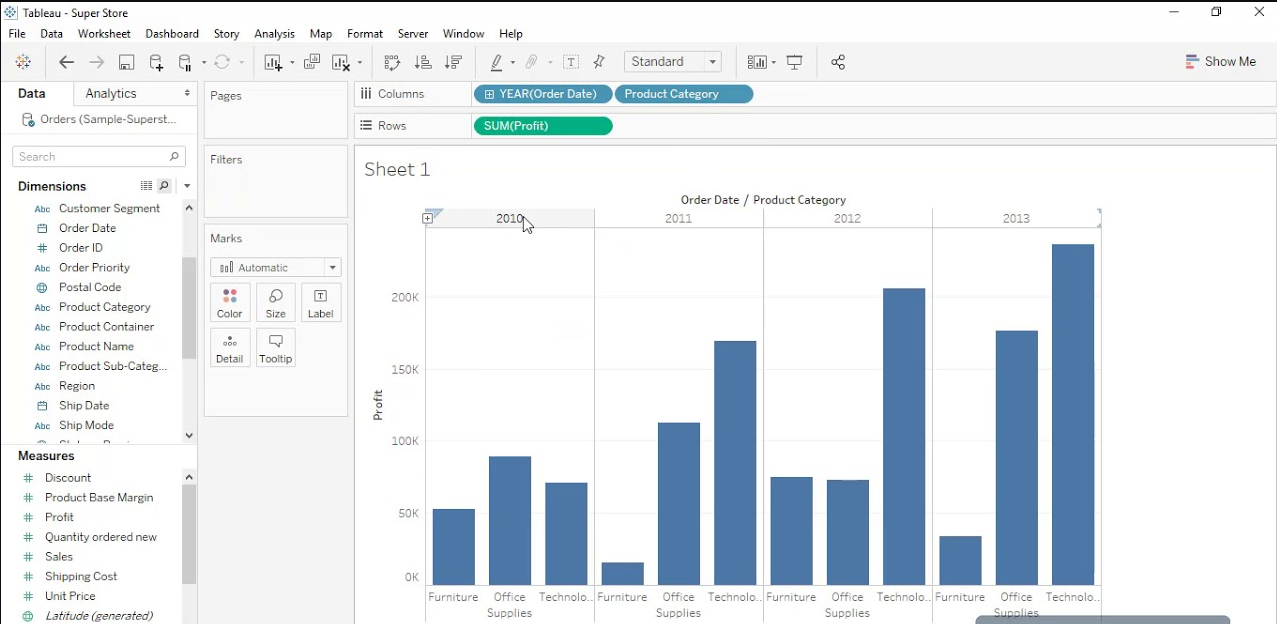 Tableau - Super Store
File Data Worksheet Dashboard Story Analysis Map Format Server Window Help
Standard
Show Me
Data Analytics
Orders (Sample-Superst...
Search
Dimensions
Abc Customer Segment
Order Date
# Order ID
Abc Order Priority
Postal Code
Abc Product Category
Abc Product Container
Abc Product Name
Abc Product Sub-Categ...
Abc Region
Ship Date
Abc Ship Mode
Measures
# Discount
# Product Base Margin
# Profit
# Quantity ordered new
# Sales
# Shipping Cost
# Unit Price
Latitude (generated)
Pages
Filters
Marks
Automatic
Color Size T Label
Detail Tooltip
Columns YEAR(Order Date) Product Category
Rows SUM(Profit)
Sheet 1
Order Date / Product Category
2010 2011 2012 2013
Profit
200K
150K
100K
50K
0K
Furniture Office Supplies Technolo.. Furniture Office Supplies Technolo.. Furniture Office Supplies Technolo.. Furniture Office Supplies Technolo..